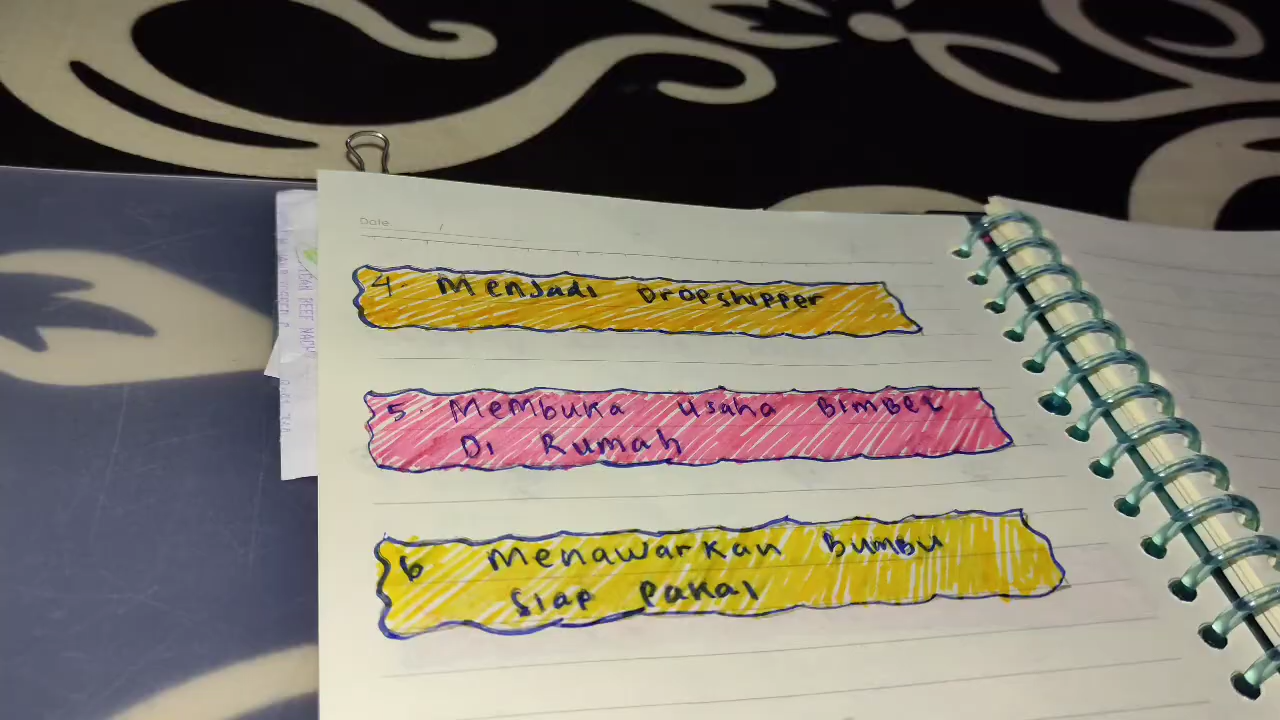 Date /
4. Menjadi Dropshipper
5. Membuka Usaha Bimbel
Di Rumah
6 Menawarkan Bumbu
Siap Pakai